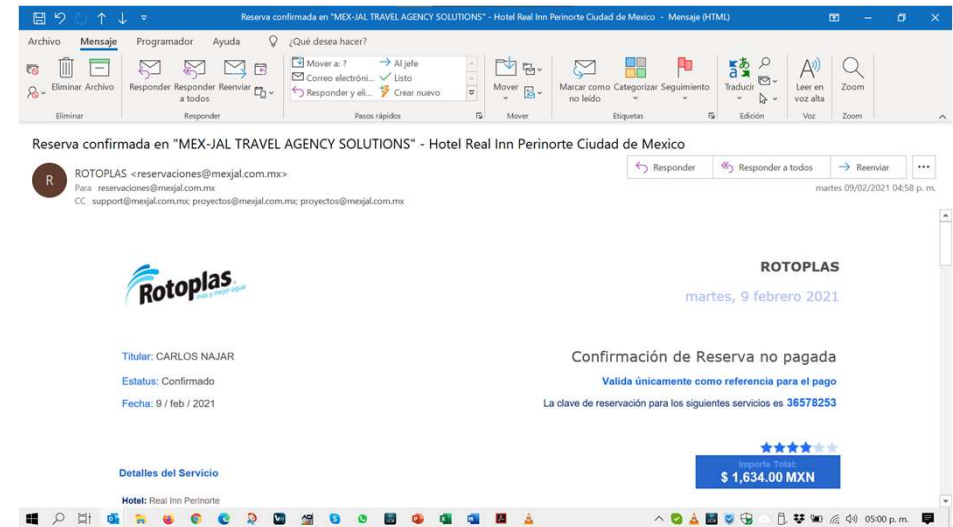 Reserva confirmada en "MEX-JAL TRAVEL AGENCY SOLUTIONS" - Hotel Real Inn Perinorte Ciudad de Mexico - Mensaje (HTML)
Archivo Mensaje Programador Ayuda ¿Qué desea hacer?
Eliminar Archivo
Responder Responder a todos Reenviar
Mover a: ? Al jefe
Correo electróni... Listo
Responder y eli... Crear nuevo
Mover
Marcar como no leído Categorizar Seguimiento
Traducir
Leer en voz alta
Zoom
Eliminar Responder Pasos rápidos Mover Etiquetas Edición Voz Zoom
Reserva confirmada en "MEX-JAL TRAVEL AGENCY SOLUTIONS" - Hotel Real Inn Perinorte Ciudad de Mexico
R
ROTOPLAS <reservaciones@mexjal.com.mx>
Para reservaciones@mexjal.com.mx
CC support@mexjal.com.mx; proyectos@mexjal.com.mx; proyectos@mexjal.com.mx
Responder Responder a todos Reenviar
martes 09/02/2021 04:58 p. m.
Rotoplas
más y mejor agua
ROTOPLAS
martes, 9 febrero 2021
Titular: CARLOS NAJAR
Estatus: Confirmado
Fecha: 9 / feb / 2021
Confirmación de Reserva no pagada
Valida únicamente como referencia para el pago
La clave de reservación para los siguientes servicios es 36578253
Detalles del Servicio
Importe Total:
$ 1,634.00 MXN
Hotel: Real Inn Perinorte
05:00 p. m.